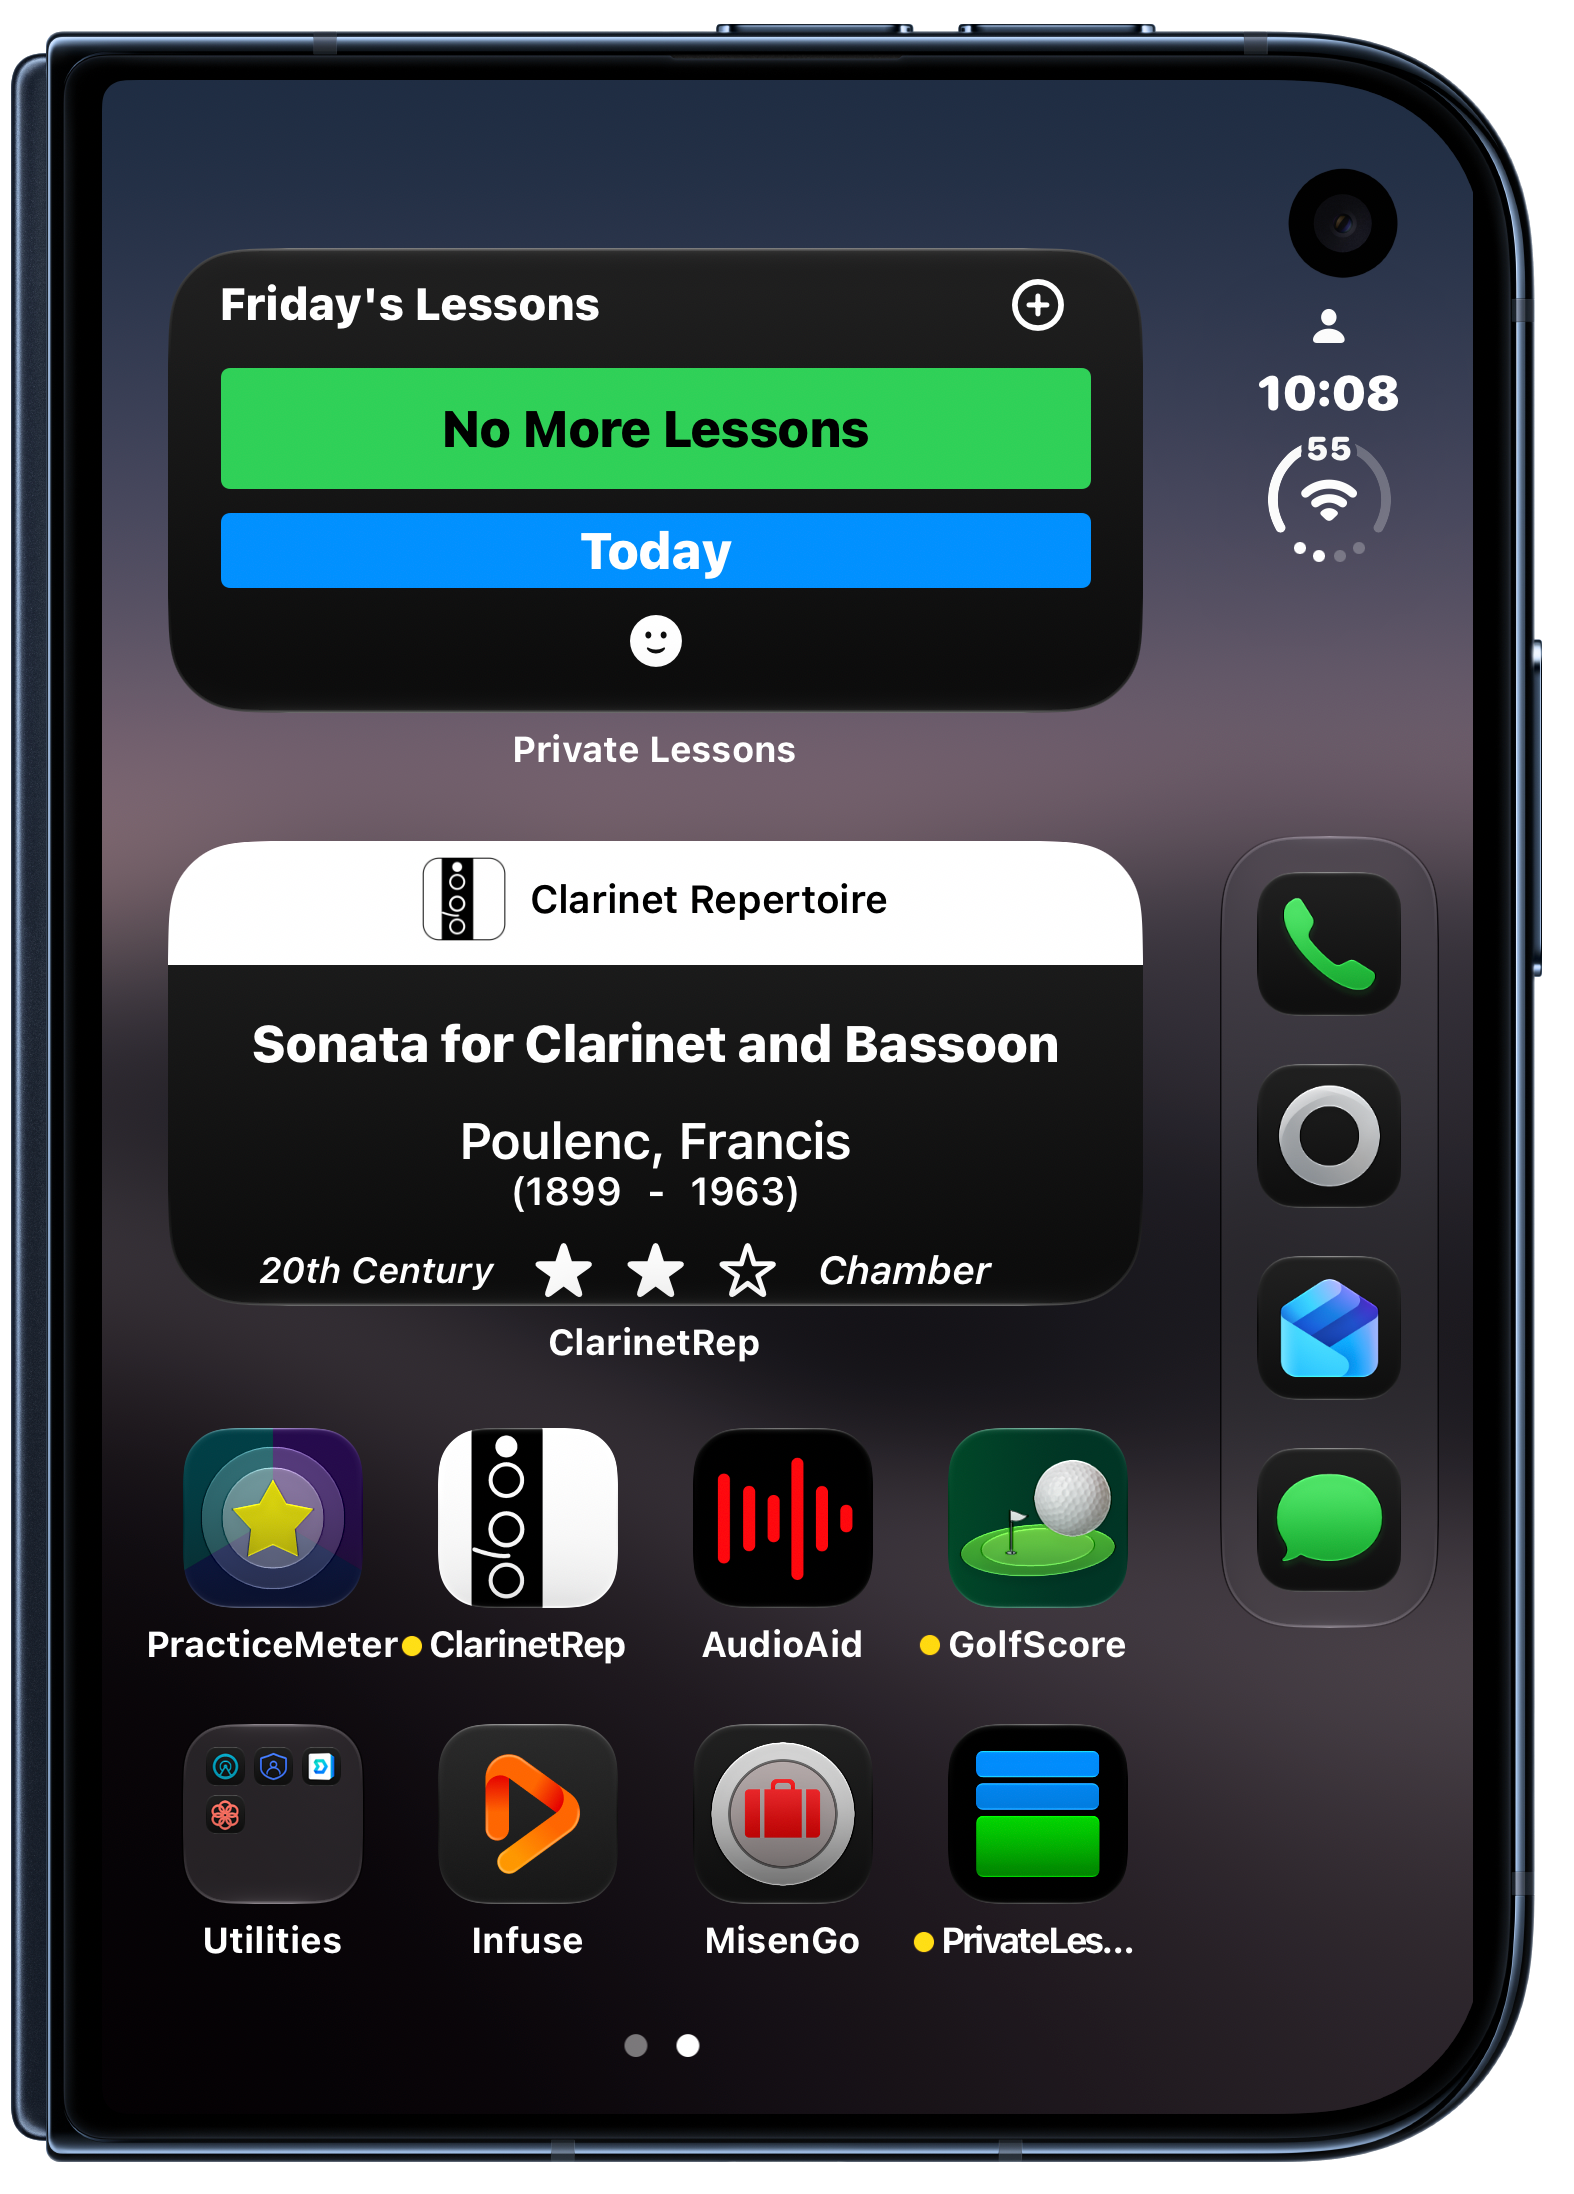 Friday's Lessons
No More Lessons
Today
Private Lessons
10:08
55
Clarinet Repertoire
Sonata for Clarinet and Bassoon
Poulenc, Francis
(1899 - 1963)
20th Century
Chamber
ClarinetRep
PracticeMeter
ClarinetRep
AudioAid
GolfScore
Utilities
Infuse
MisenGo
PrivateLes...